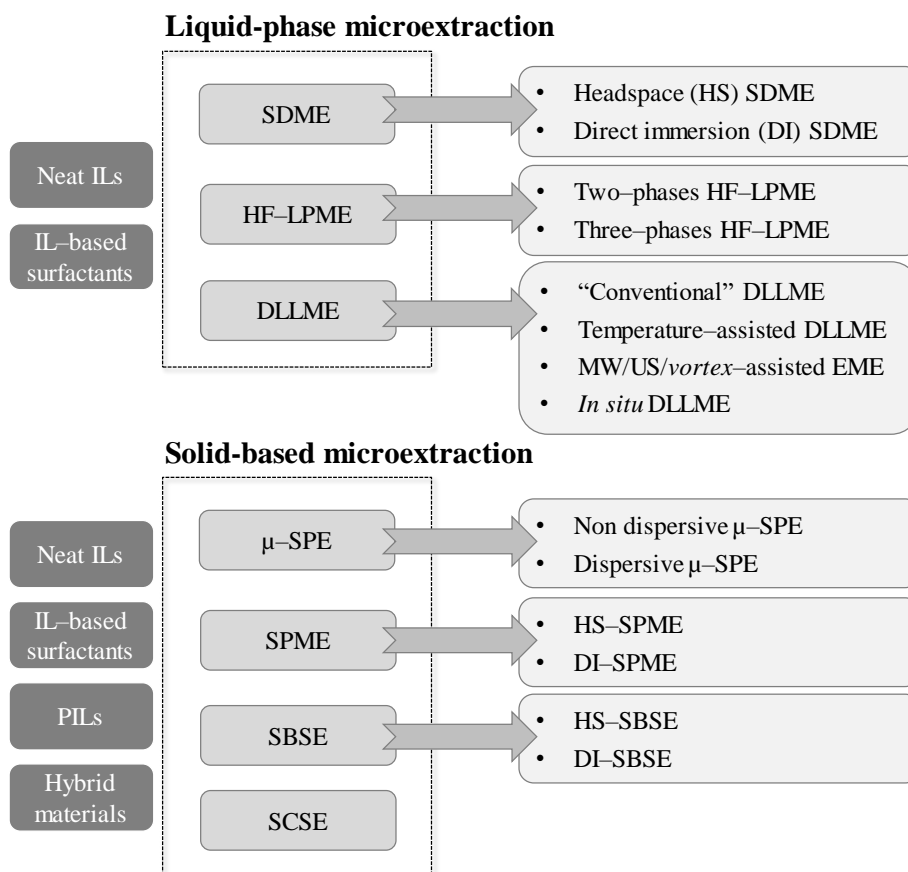 Liquid-phase microextraction
Neat ILs
IL–based
surfactants
SDME
HF–LPME
DLLME
• Headspace (HS) SDME
• Direct immersion (DI) SDME
• Two–phases HF–LPME
• Three–phases HF–LPME
• “Conventional” DLLME
• Temperature–assisted DLLME
• MW/US/vortex–assisted EME
• In situ DLLME
Solid-based microextraction
Neat ILs
IL–based
surfactants
PILs
Hybrid
materials
µ–SPE
SPME
SBSE
SCSE
• Non dispersive µ–SPE
• Dispersive µ–SPE
• HS–SPME
• DI–SPME
• HS–SBSE
• DI–SBSE